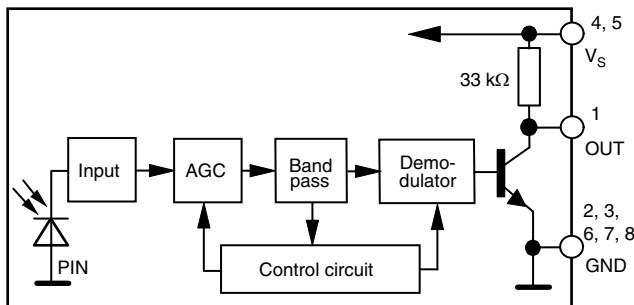 4, 5
V_S
33 kΩ
1
OUT
Input
AGC
Band
pass
Demo-
dulator
2, 3,
6, 7, 8
GND
PIN
Control circuit